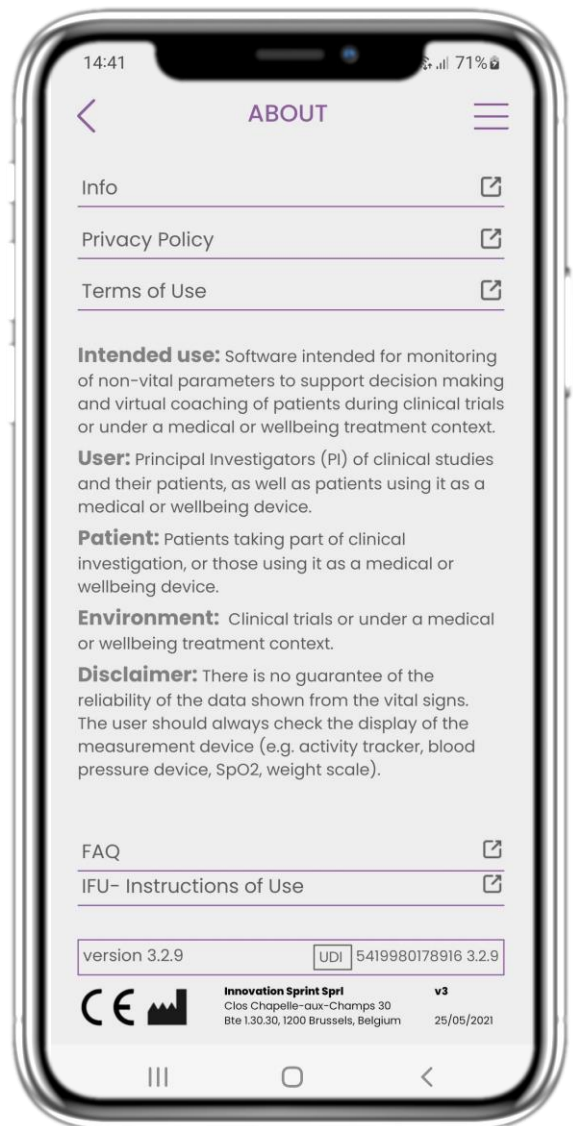 14:41
71%
ABOUT
Info
Privacy Policy
Terms of Use
Intended use: Software intended for monitoring
of non-vital parameters to support decision making
and virtual coaching of patients during clinical trials
or under a medical or wellbeing treatment context.
User: Principal Investigators (PI) of clinical studies
and their patients, as well as patients using it as a
medical or wellbeing device.
Patient: Patients taking part of clinical
investigation, or those using it as a medical or
wellbeing device.
Environment: Clinical trials or under a medical
or wellbeing treatment context.
Disclaimer: There is no guarantee of the
reliability of the data shown from the vital signs.
The user should always check the display of the
measurement device (e.g. activity tracker, blood
pressure device, SpO2, weight scale).
FAQ
IFU- Instructions of Use
version 3.2.9 UDI 5419980178916 3.2.9
CE Innovation Sprint Sprl v3
Clos Chapelle-aux-Champs 30
Bte 1.30.30, 1200 Brussels, Belgium 25/05/2021